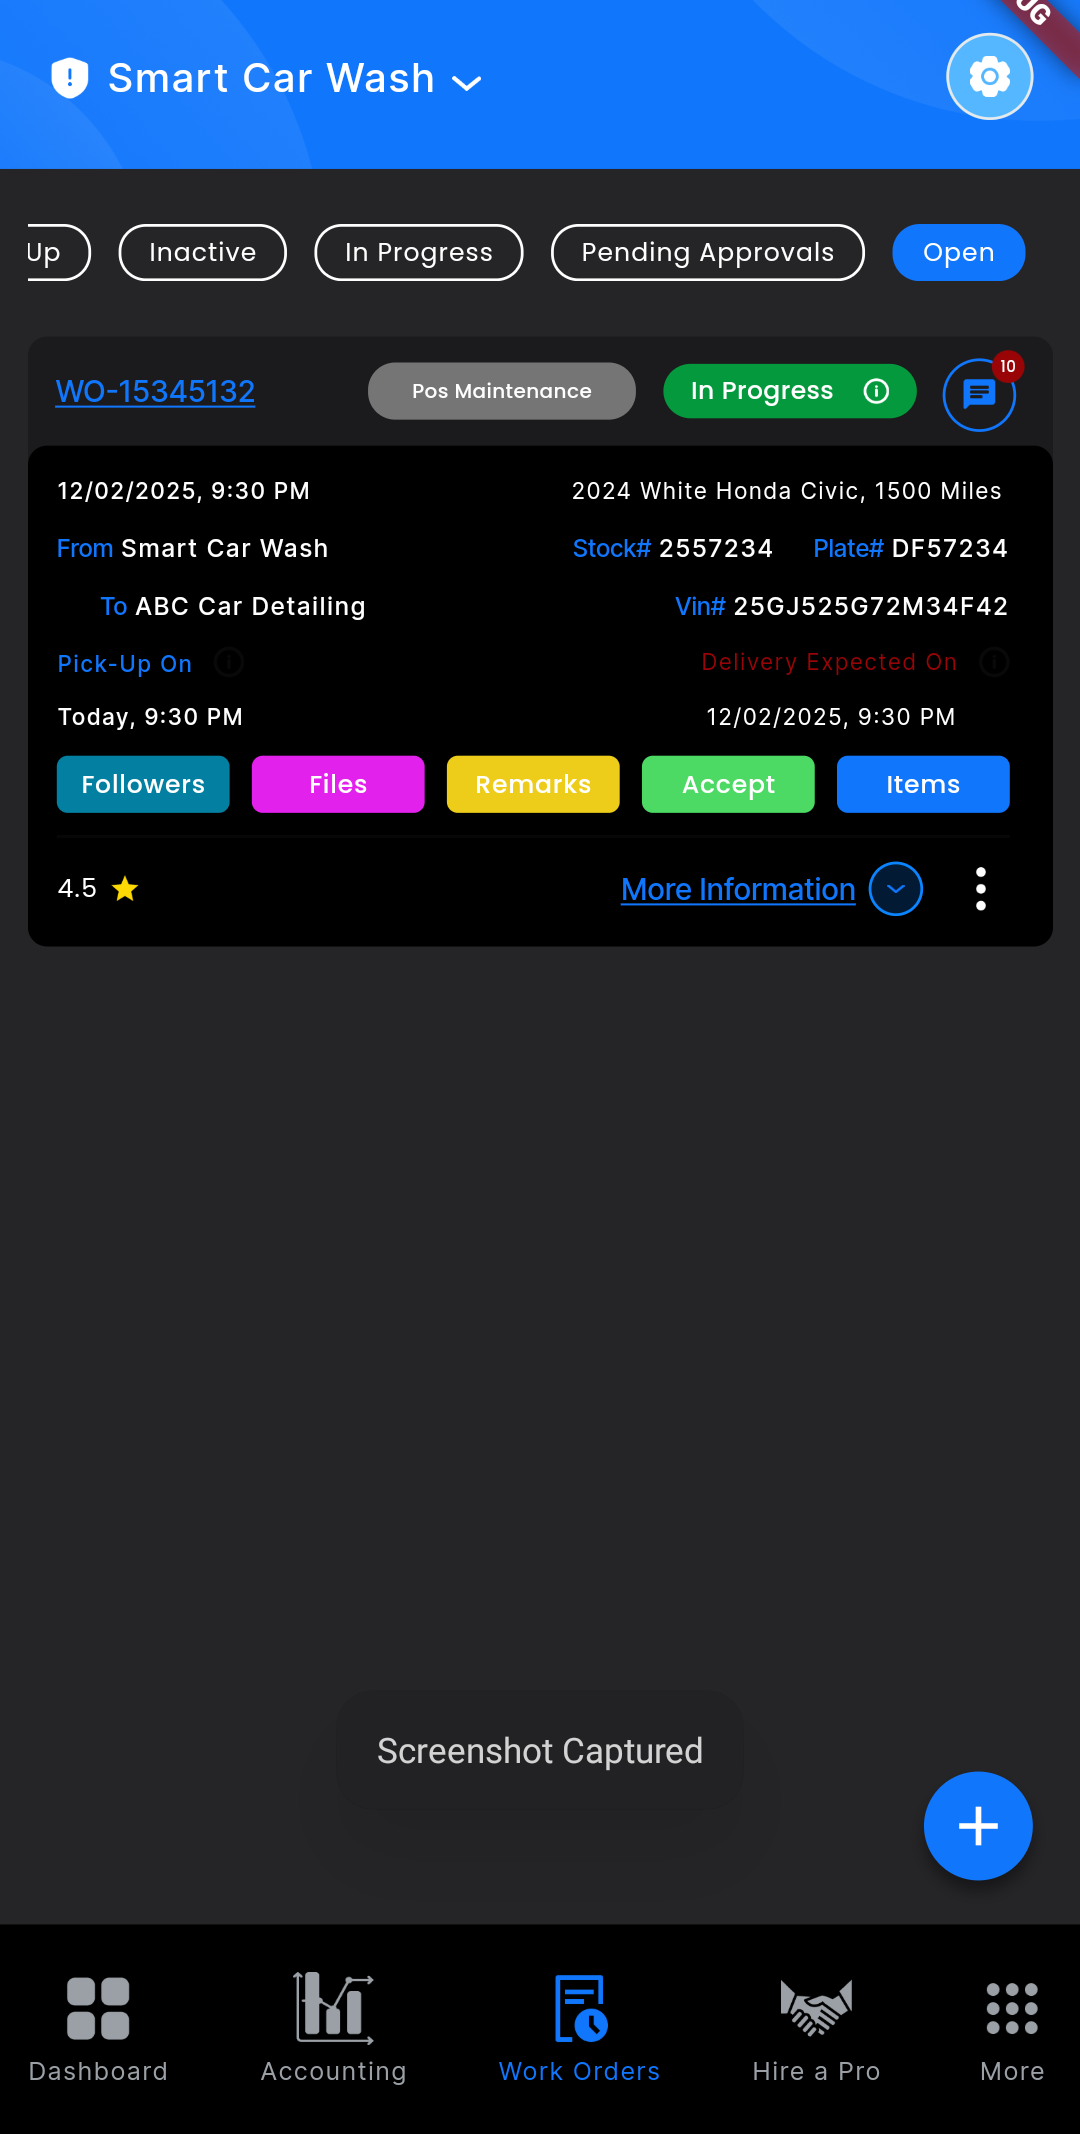 Smart Car Wash
UG
Up
Inactive
In Progress
Pending Approvals
Open
WO-15345132
Pos Maintenance
In Progress
10
12/02/2025, 9:30 PM
2024 White Honda Civic, 1500 Miles
From Smart Car Wash
Stock# 2557234
Plate# DF57234
To ABC Car Detailing
Vin# 25GJ525G72M34F42
Pick-Up On
Delivery Expected On
Today, 9:30 PM
12/02/2025, 9:30 PM
Followers
Files
Remarks
Accept
Items
4.5
More Information
Screenshot Captured
Dashboard
Accounting
Work Orders
Hire a Pro
More